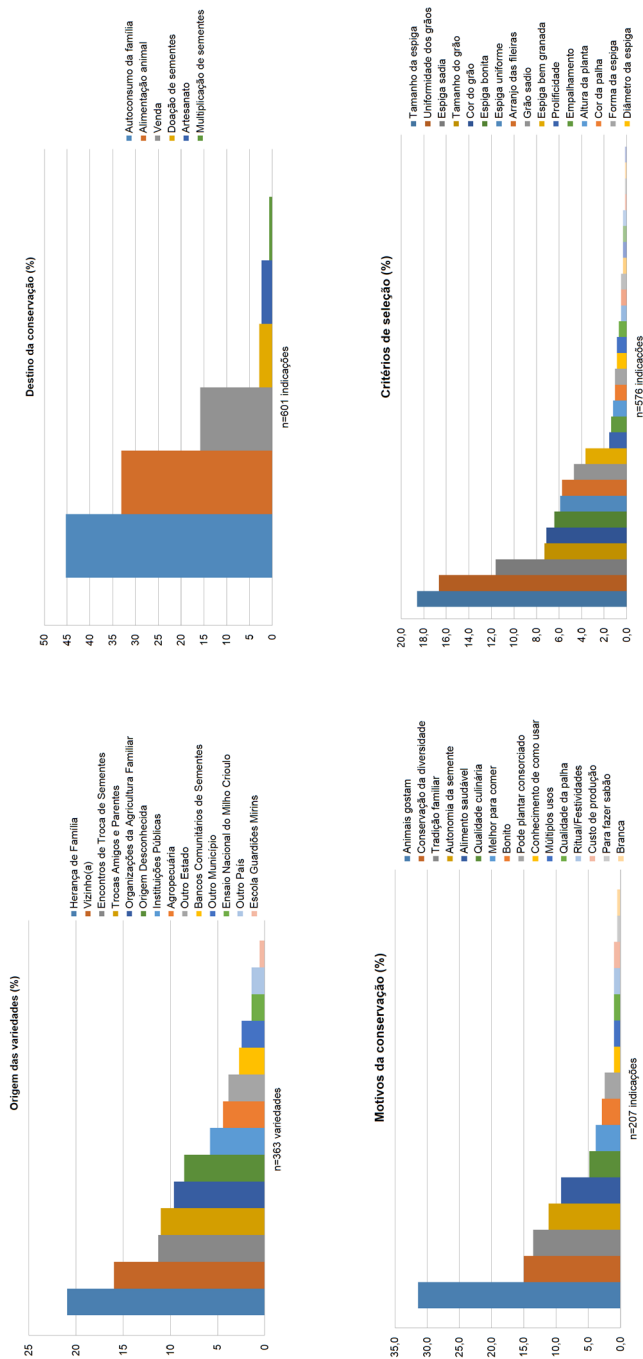 Origem das variedades (%)
25
20
15
10
5
0
n=363 variedades
Herança de Família
Vizinho(a)
Encontros de Troca de Sementes
Trocas Amigos e Parentes
Organizações da Agricultura Familiar
Origem Desconhecida
Instituições Públicas
Agropecuária
Outro Estado
Bancos Comunitários de Sementes
Outro Município
Ensaio Nacional do Milho Crioulo
Outro País
Escola Guardiões Mirins
Destino da conservação (%)
50
45
40
35
30
25
20
15
10
5
0
n=601 indicações
Autoconsumo da família
Alimentação animal
Venda
Doação de sementes
Artesanato
Multiplicação de sementes
Motivos da conservação (%)
35,0
30,0
25,0
20,0
15,0
10,0
5,0
0,0
n=207 indicações
Animais gostam
Conservação da diversidade
Tradição familiar
Autonomia da semente
Alimento saudável
Qualidade culinária
Melhor para comer
Bonito
Pode plantar consorciado
Conhecimento de como usar
Múltiplos usos
Qualidade da palha
Ritual/Festividades
Custo de produção
Para fazer sabão
Branca
Critérios de seleção (%)
20,0
18,0
16,0
14,0
12,0
10,0
8,0
6,0
4,0
2,0
0,0
n=576 indicações
Tamanho da espiga
Uniformidade dos grãos
Espiga sadia
Tamanho do grão
Cor do grão
Espiga bonita
Espiga uniforme
Arranjo das fileiras
Grão sadio
Espiga bem granada
Prolificidade
Empalhamento
Altura da planta
Cor da palha
Forma da espiga
Diâmetro da espiga